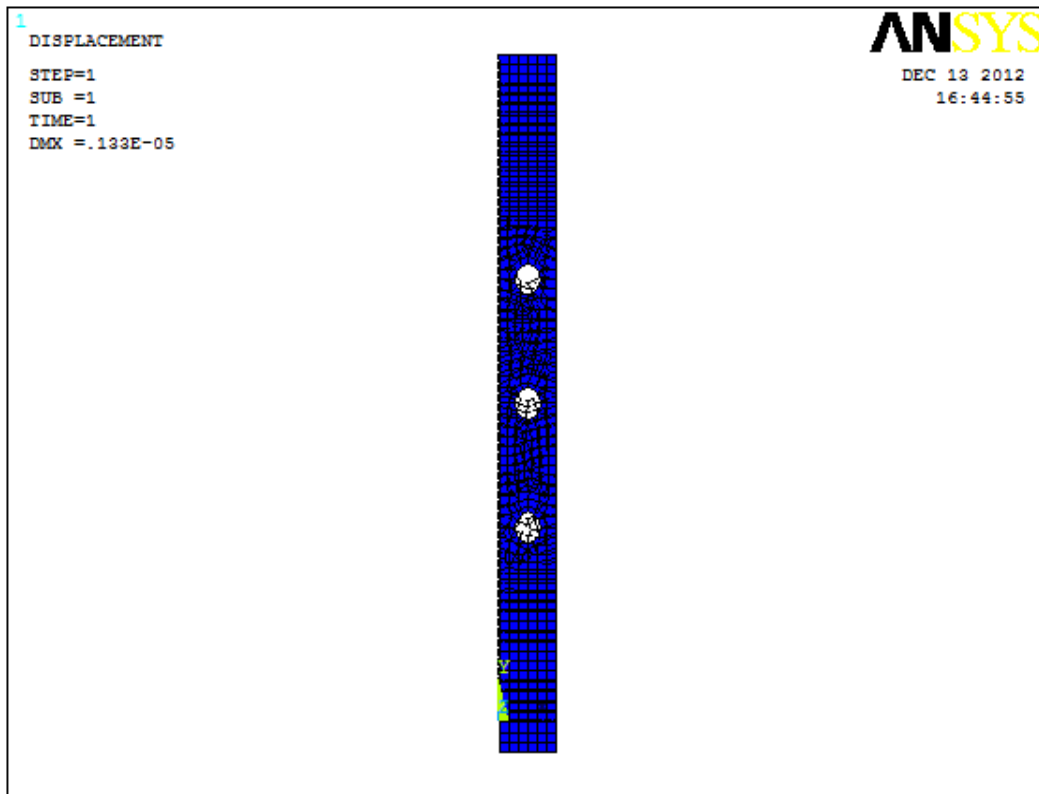 1
DISPLACEMENT
STEP=1
SUB =1
TIME=1
DMX =.133E-05
ANSYS
DEC 13 2012
16:44:55
Y